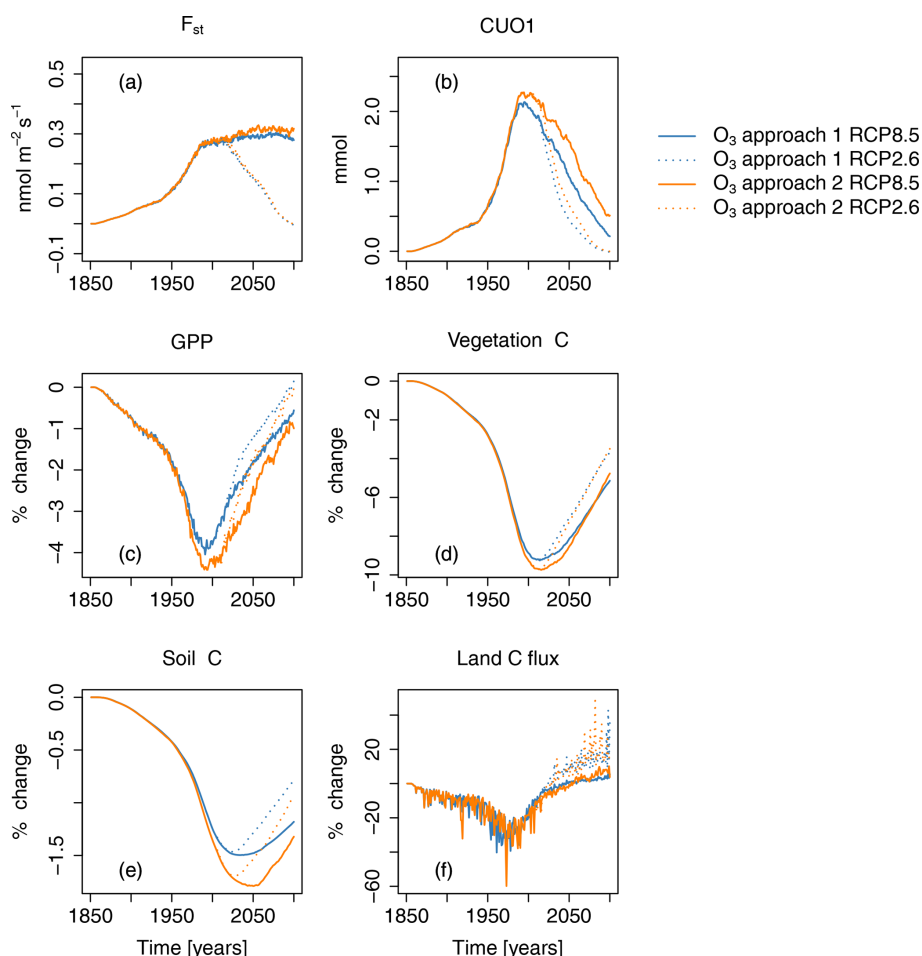 F_st
CUO1
(a)
(b)
nmol m⁻² s⁻¹
−0.1
0.1
0.3
0.5
1850
1950
2050
mmol
0.0
1.0
2.0
1850
1950
2050
O₃ approach 1 RCP8.5
O₃ approach 1 RCP2.6
O₃ approach 2 RCP8.5
O₃ approach 2 RCP2.6
GPP
Vegetation C
(c)
(d)
% change
0
−1
−2
−3
−4
1850
1950
2050
% change
0
−2
−6
−10
1850
1950
2050
Soil C
Land C flux
(e)
(f)
% change
0.0
−0.5
−1.5
1850
1950
2050
Time [years]
% change
20
−20
−60
1850
1950
2050
Time [years]